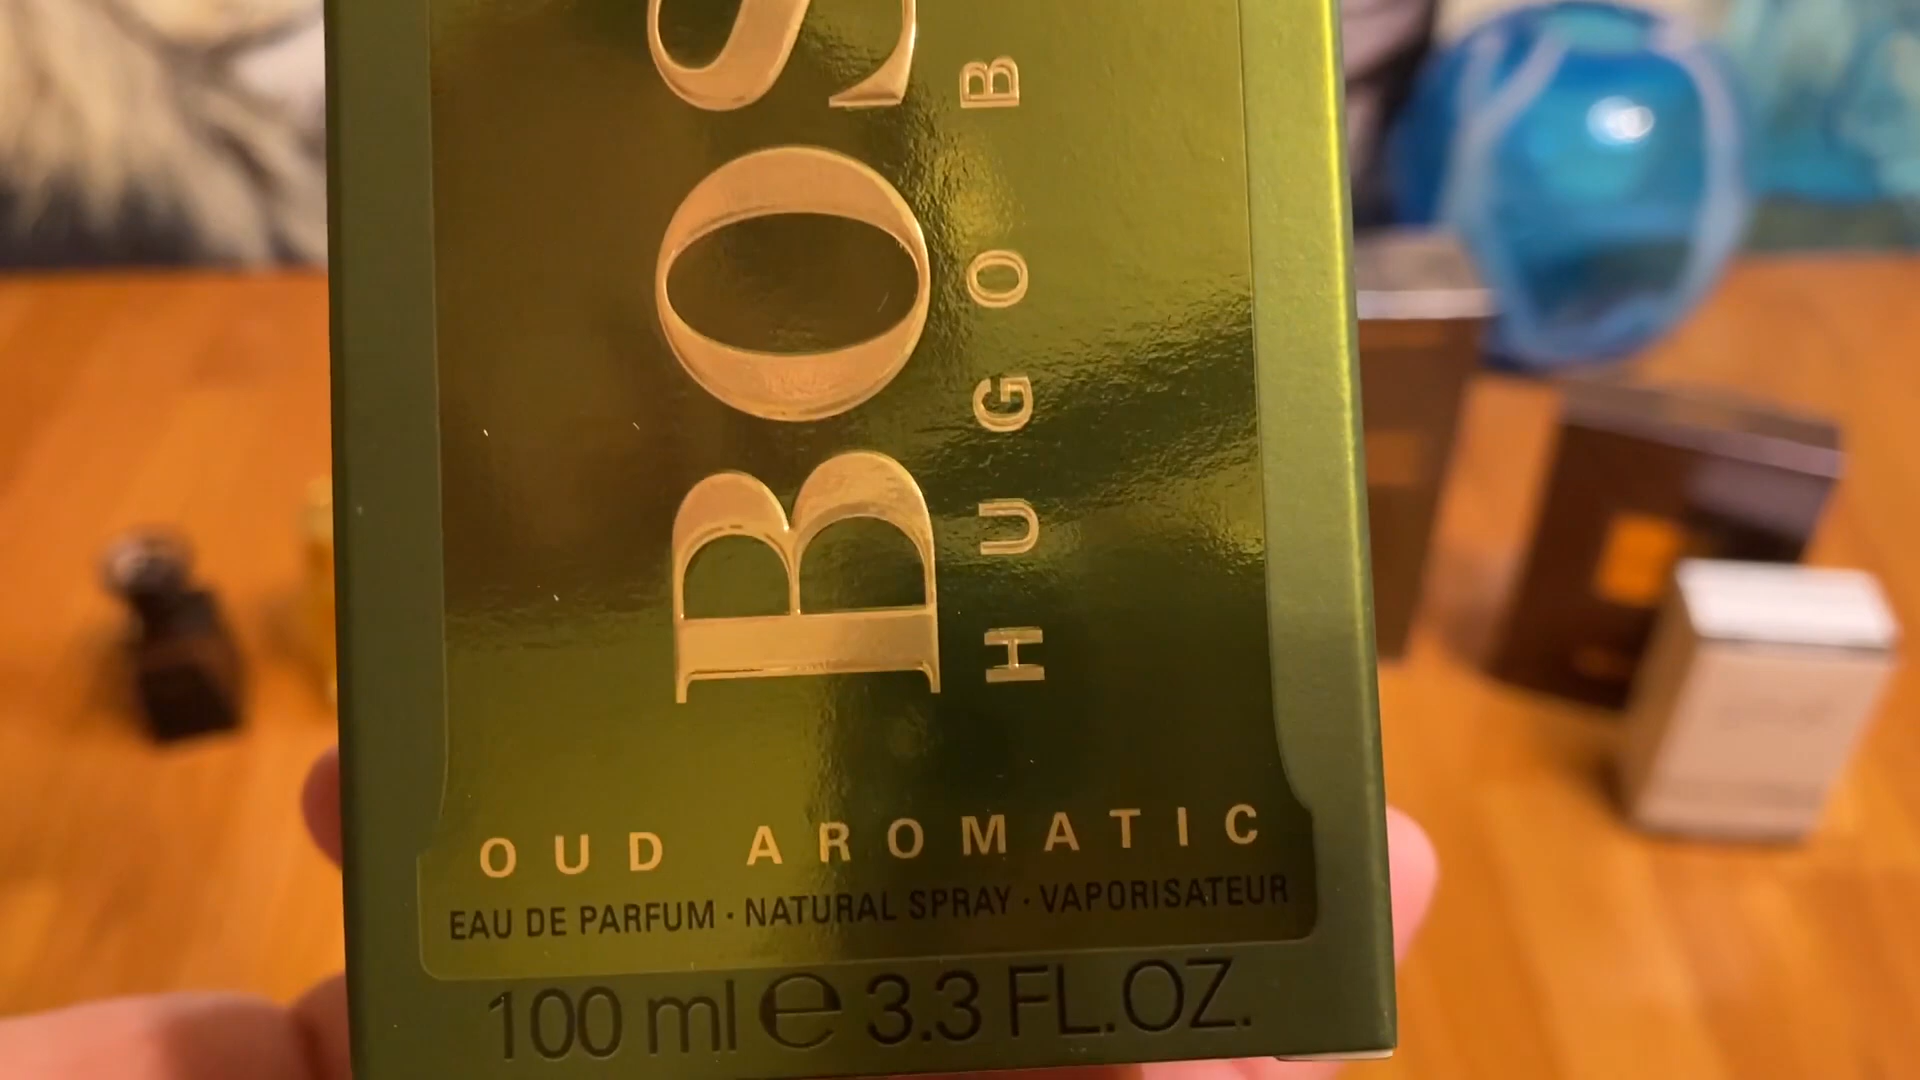 BOS
HUGO B
OUD AROMATIC
EAU DE PARFUM · NATURAL SPRAY · VAPORISATEUR
100 ml ℮ 3.3 FL.OZ.